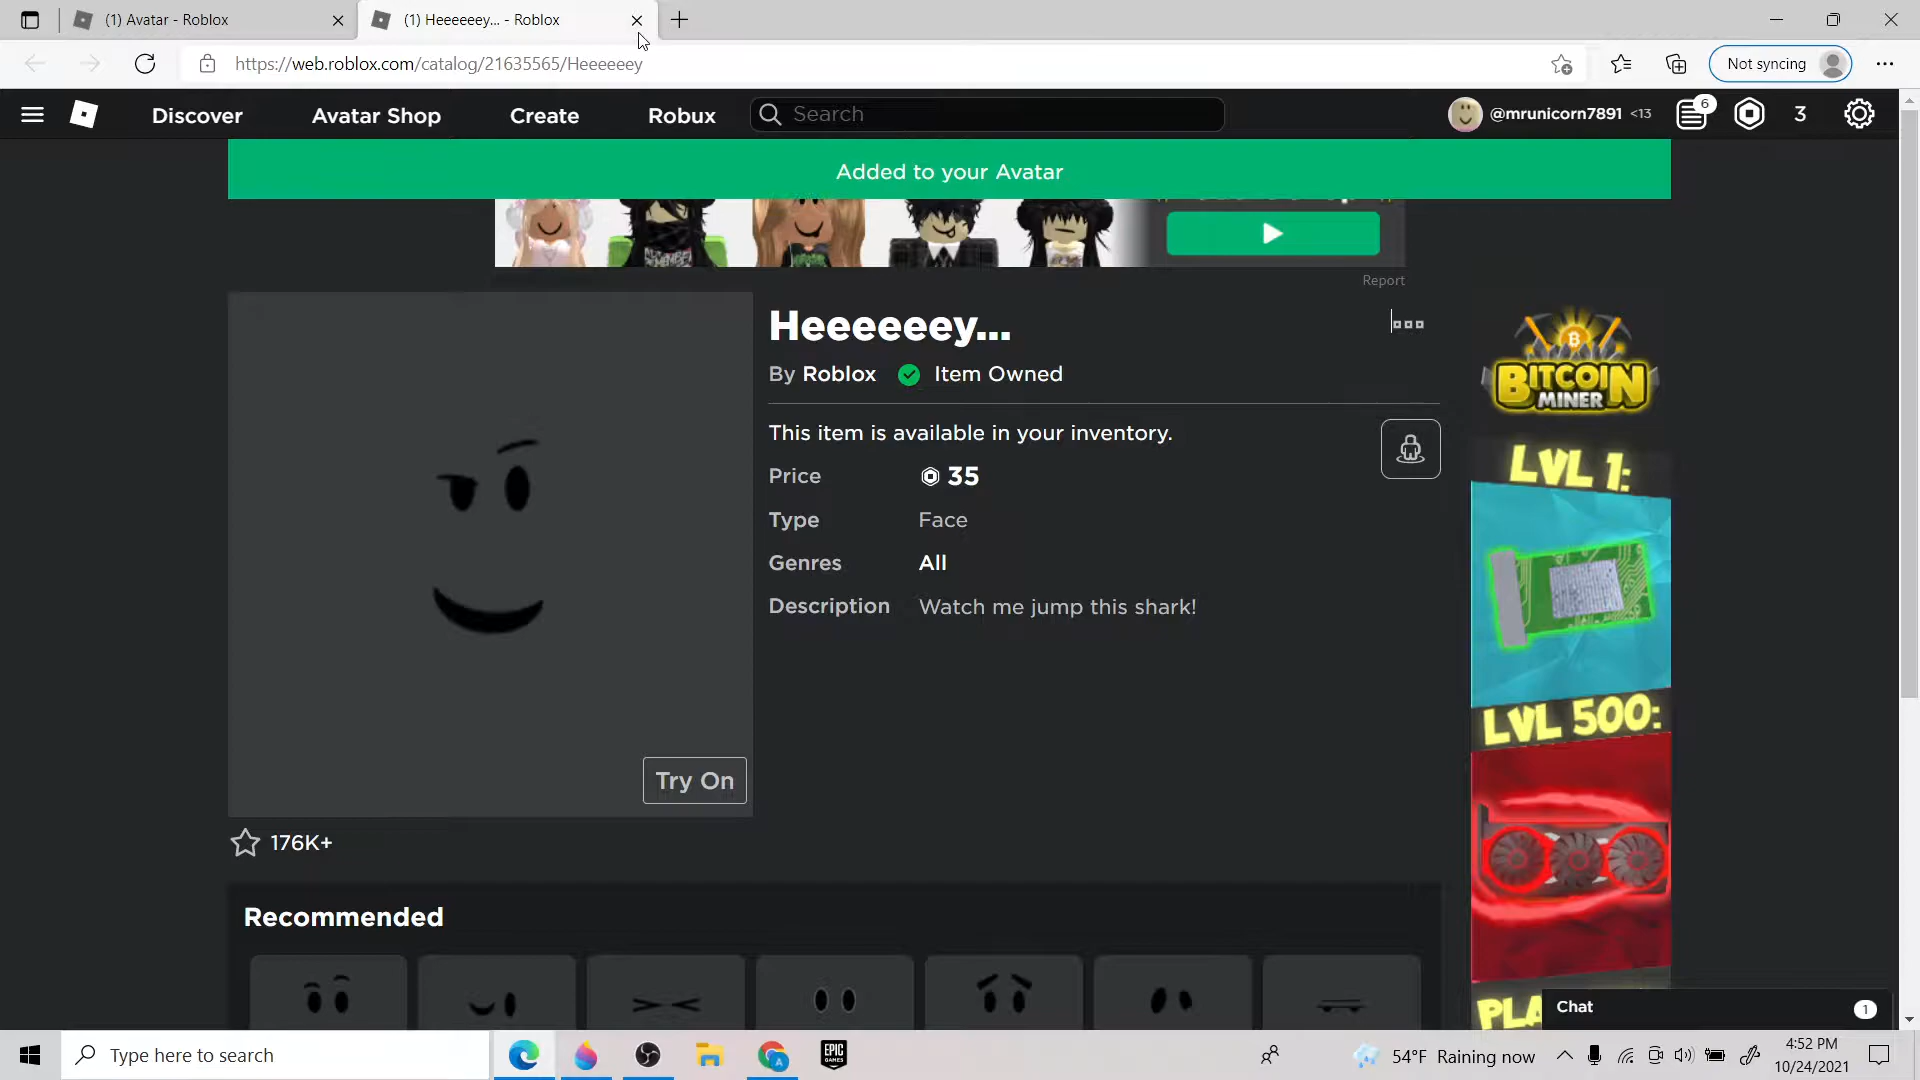 (1) Avatar - Roblox
(1) Heeeeeey... - Roblox
https://web.roblox.com/catalog/21635565/Heeeeeey
Not syncing
Discover
Avatar Shop
Create
Robux
Search
@mrunicorn7891 <13
6
3
Added to your Avatar
Report
Heeeeeey...
By Roblox
Item Owned
This item is available in your inventory.
Price
35
Type
Face
Genres
All
Description
Watch me jump this shark!
Try On
176K+
BITCOIN
MINER
LVL 1:
LVL 500:
Recommended
Chat
1
Type here to search
EPIC
GAMES
54°F Raining now
4:52 PM
10/24/2021